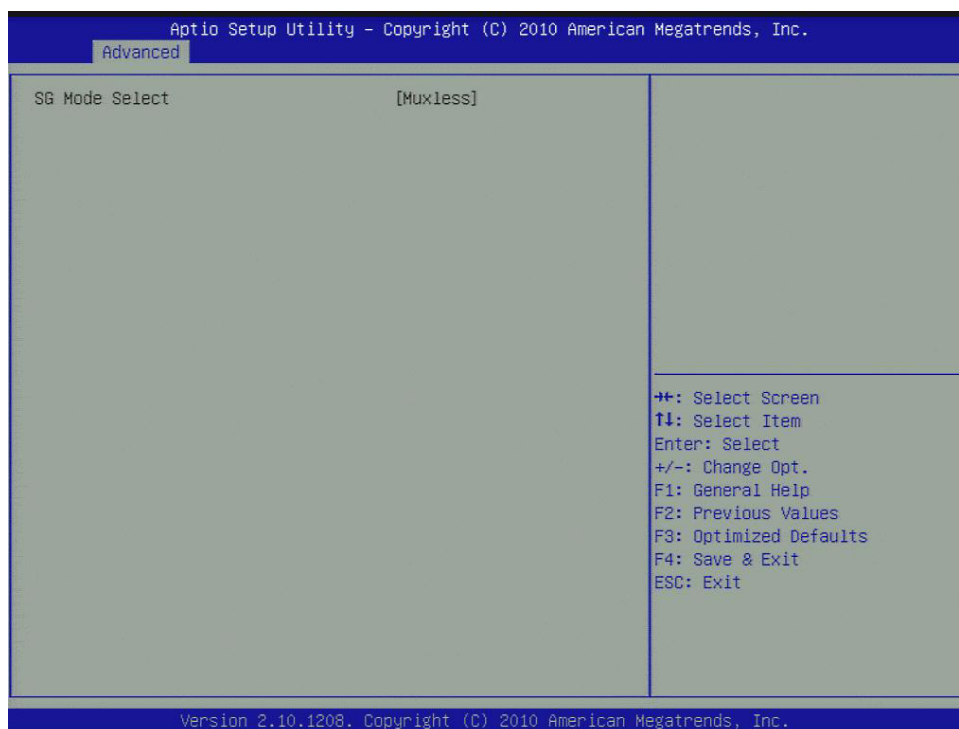 Aptio Setup Utility – Copyright (C) 2010 American Megatrends, Inc.
Advanced
SG Mode Select [Muxless]
→←: Select Screen
↑↓: Select Item
Enter: Select
+/-: Change Opt.
F1: General Help
F2: Previous Values
F3: Optimized Defaults
F4: Save & Exit
ESC: Exit
Version 2.10.1208. Copyright (C) 2010 American Megatrends, Inc.